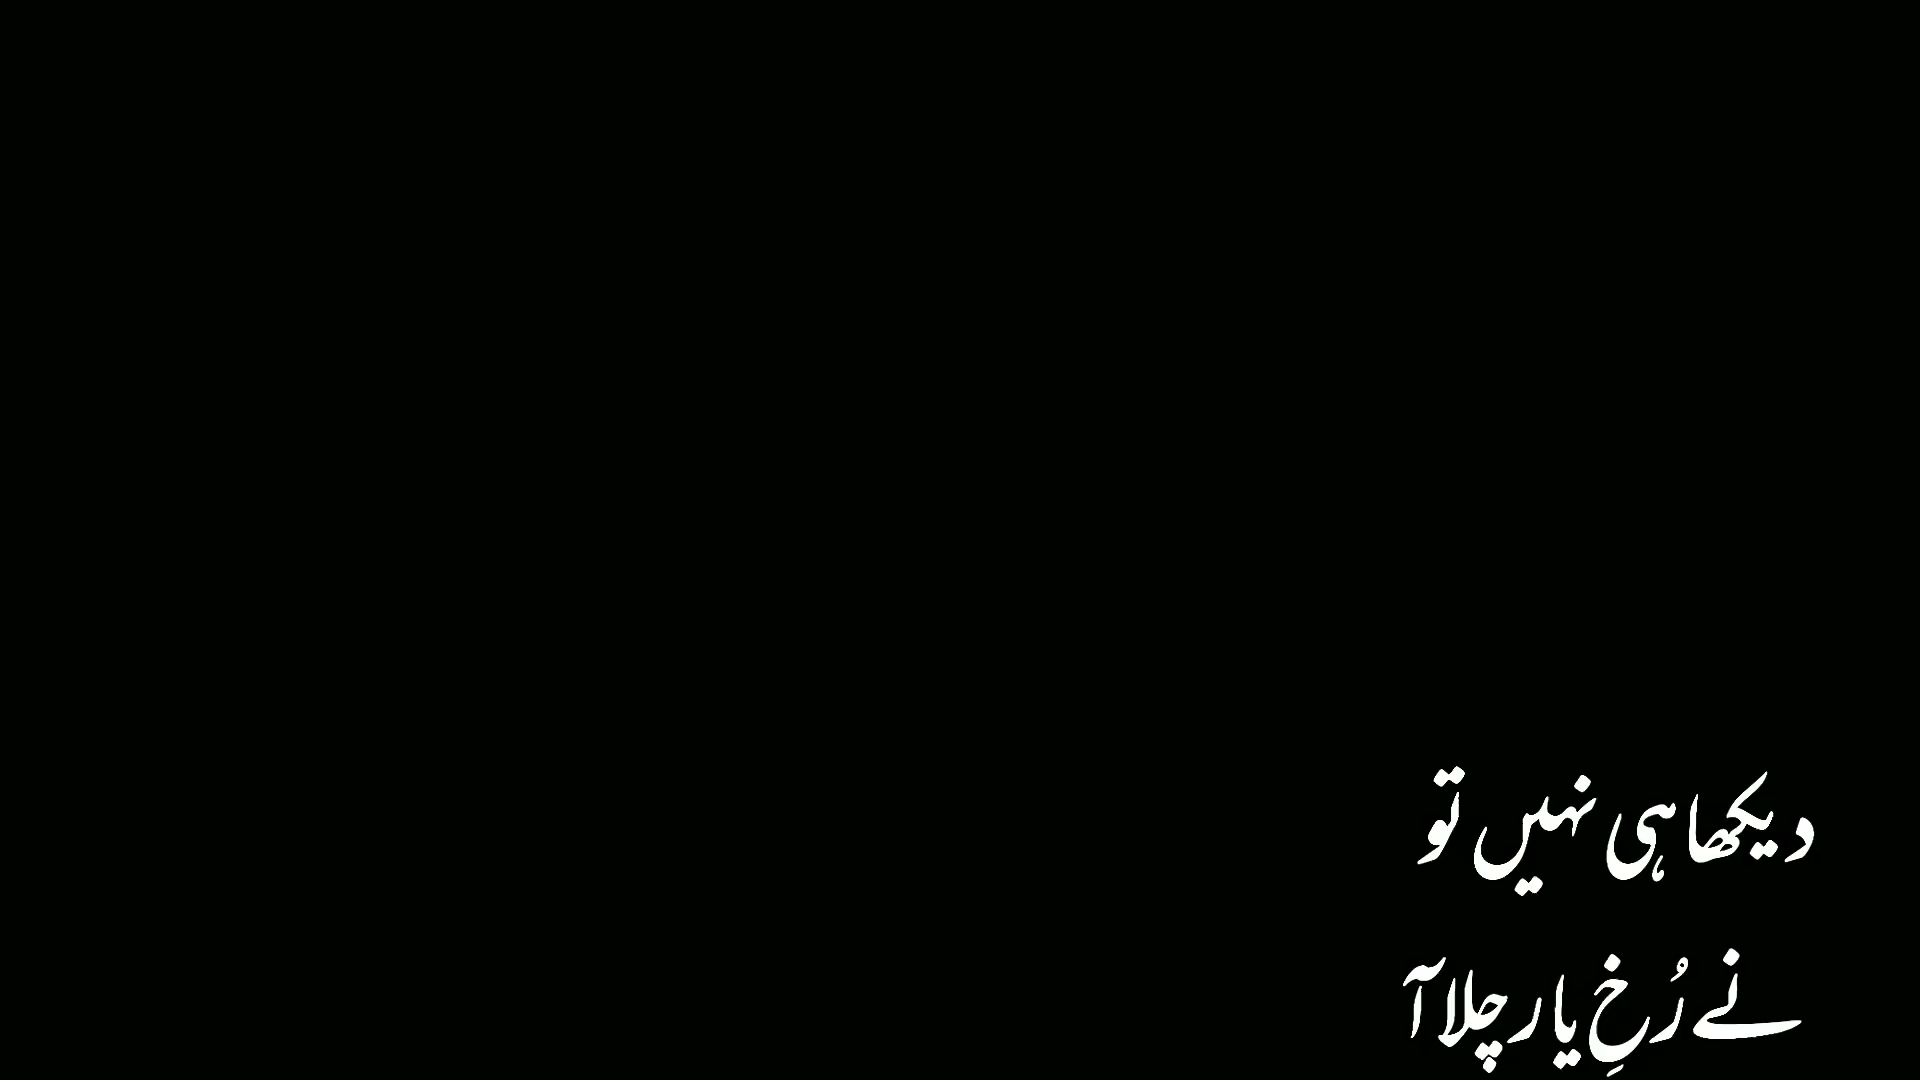 دیکھا ہی نہیں تو
نے رُخِ یار چلا آ